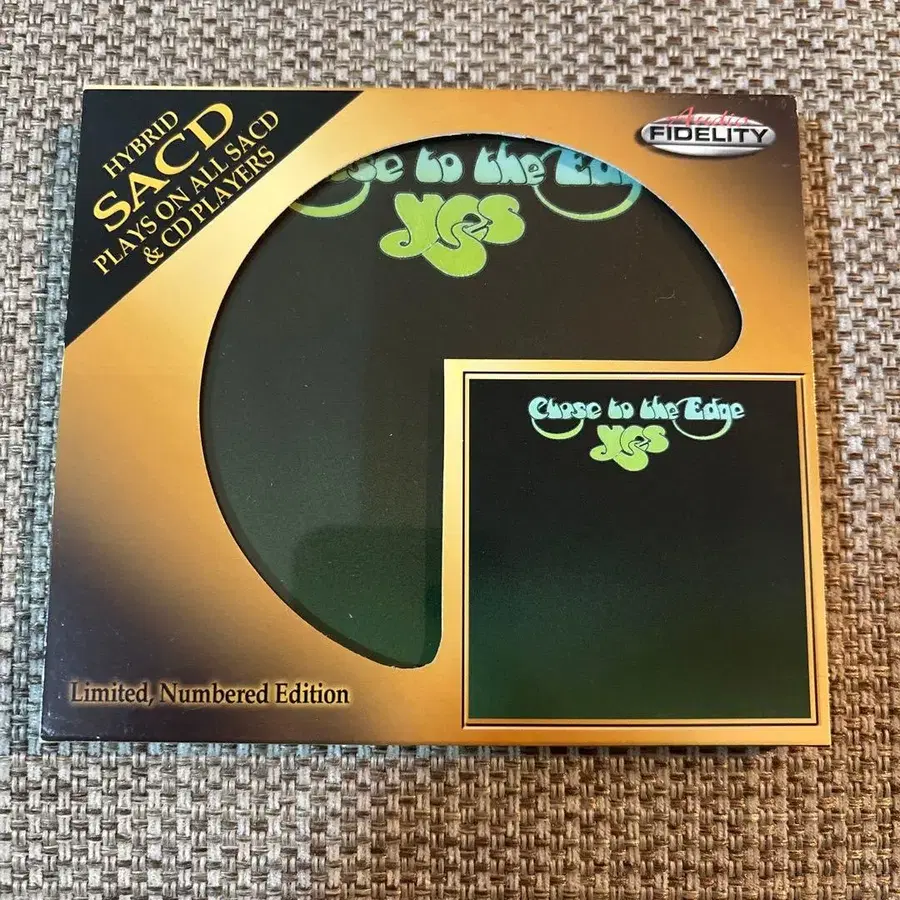 HYBRID
SACD
PLAYS ON ALL SACD
& CD PLAYERS
Audio
FIDELITY
Close to the Edge
Yes
Close to the Edge
Yes
Limited, Numbered Edition